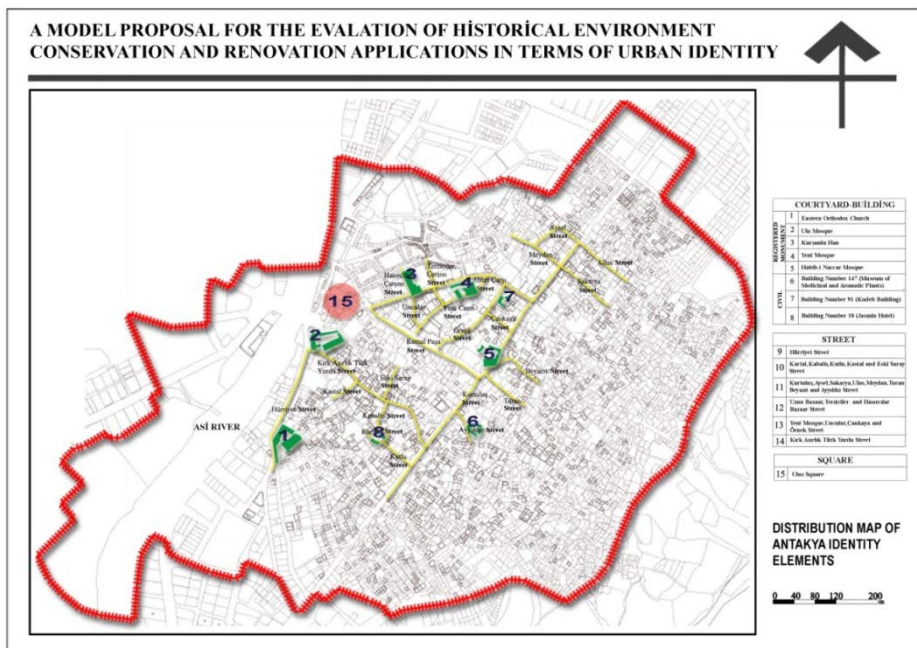 A MODEL PROPOSAL FOR THE EVALATION OF HİSTORİCAL ENVIRONMENT
CONSERVATION AND RENOVATION APPLICATIONS IN TERMS OF URBAN IDENTITY
COURTYARD-BUİLDİNG
REGISTERED MONUMENT
1 Eastern Orthodox Church
2 Ulu Mosque
3 Kurşunlu Han
4 Yeni Mosque
5 Habib-i Naccar Mosque
CIVIL
6 Building Number 147 (Museum of
Medicinal and Aromatic Plants)
7 Building Number 91 (Kuseb Building)
8 Building Number 10 (Jasmin Hotel)
STREET
9 Hürriyet Street
10 Kartal, Kabaltı, Kutlu, Kastal and Eski Saray
Street
11 Kurtuluş, Aysel, Sakarya, Ulus, Meydan, Turan
Beyazıt and Ayyıldız Street
12 Uzun Bazaar, Terziler and Hasırcılar
Bazaar Street
13 Yeni Mosque, Uncular, Çankaya and
Örnek Street
14 Kırk Asırlık Türk Yurdu Street
SQUARE
15 Ulus Square
DISTRIBUTION MAP OF
ANTAKYA IDENTITY
ELEMENTS
0 40 80 120 200
Street
Meydan
Street
Ulus Street
Sakarya
Street
Çarşısı
Street
3
4
7
15
Uncular
Street
Yeni Cami
Street
Çankaya
Street
Örnek
Street
Kemal Paşa
Street
2
5
Kırk Asırlık Türk
Yurdu Street
Eski Saray
Street
Kastal Street
Beyazıt Street
Turan
Street
Kurtuluş
Street
Hürriyet Street
Kabaltı
Street
ASİ RIVER
1
8
6
Street
Kutlu
Street